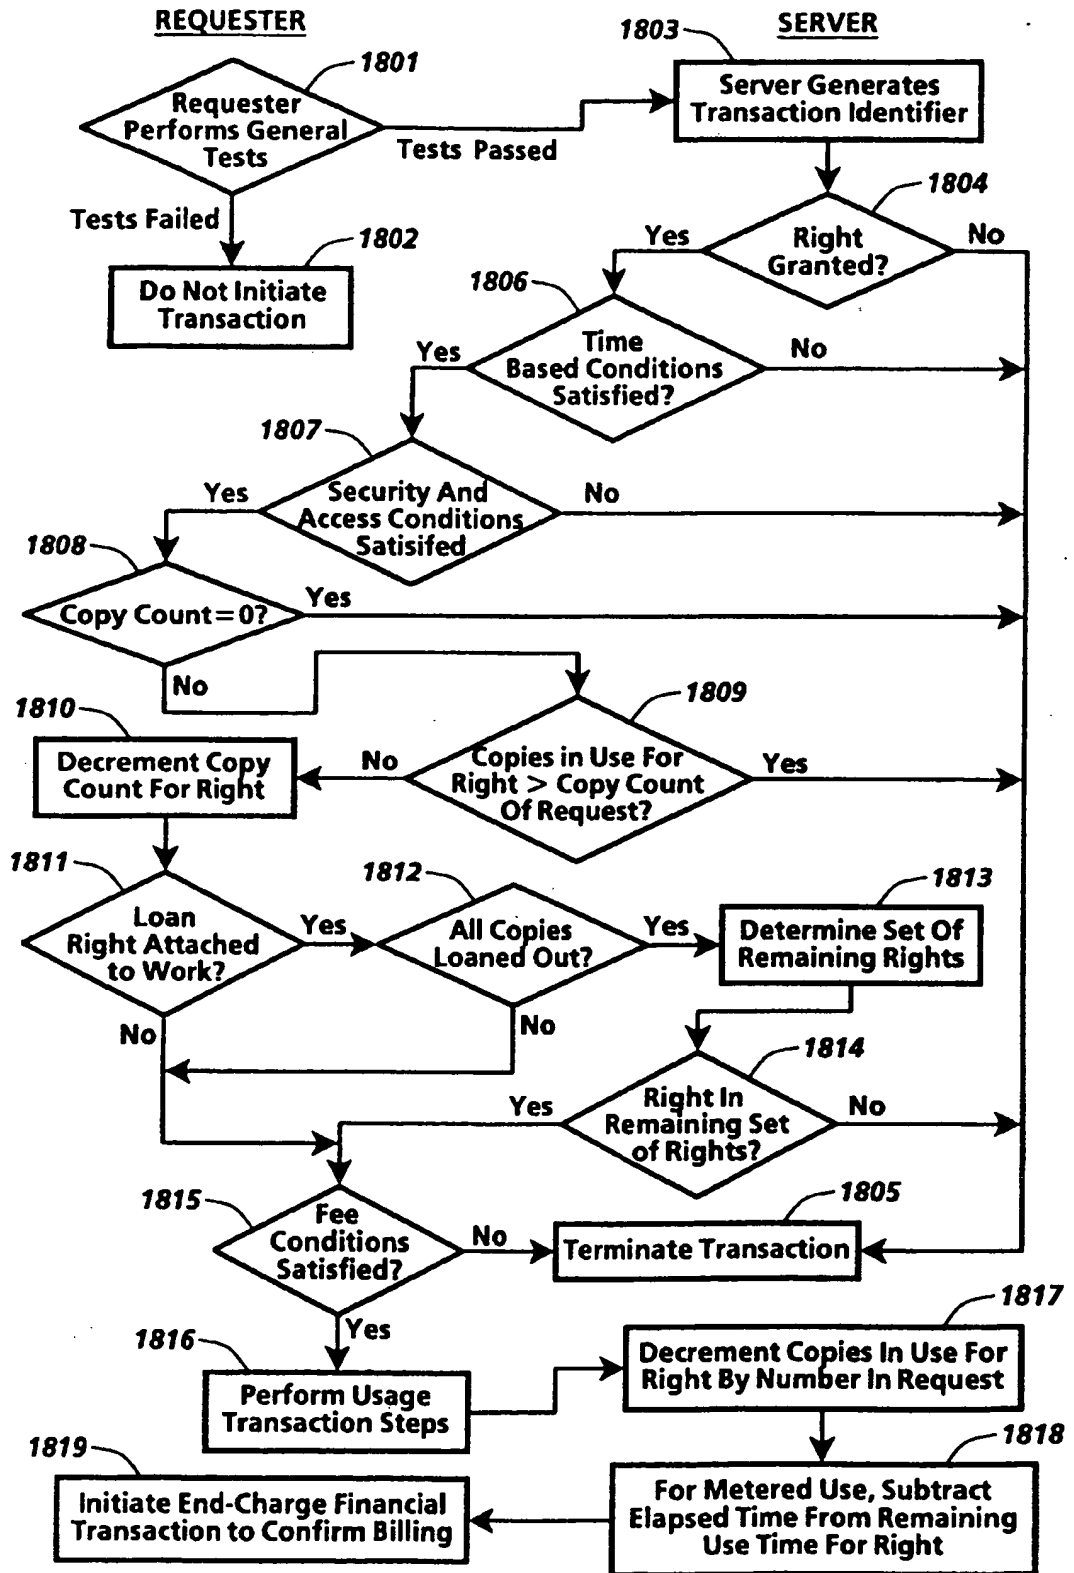 REQUESTER
SERVER
1801
1803
Requester
Performs General
Tests
Tests Passed
Server Generates
Transaction Identifier
Tests Failed
1802
Do Not Initiate
Transaction
1804
Right
Granted?
Yes
No
1806
Time
Based Conditions
Satisfied?
Yes
No
1807
Security And
Access Conditions
Satisifed
Yes
No
1808
Copy Count=0?
Yes
No
1809
Copies in Use For
Right > Copy Count
Of Request?
No
Yes
1810
Decrement Copy
Count For Right
1811
Loan
Right Attached
to Work?
Yes
No
1812
All Copies
Loaned Out?
Yes
No
1813
Determine Set Of
Remaining Rights
1814
Right In
Remaining Set
of Rights?
Yes
No
1815
Fee
Conditions
Satisfied?
No
Yes
1805
Terminate Transaction
1816
Perform Usage
Transaction Steps
1817
Decrement Copies In Use For
Right By Number In Request
1818
For Metered Use, Subtract
Elapsed Time From Remaining
Use Time For Right
1819
Initiate End-Charge Financial
Transaction to Confirm Billing